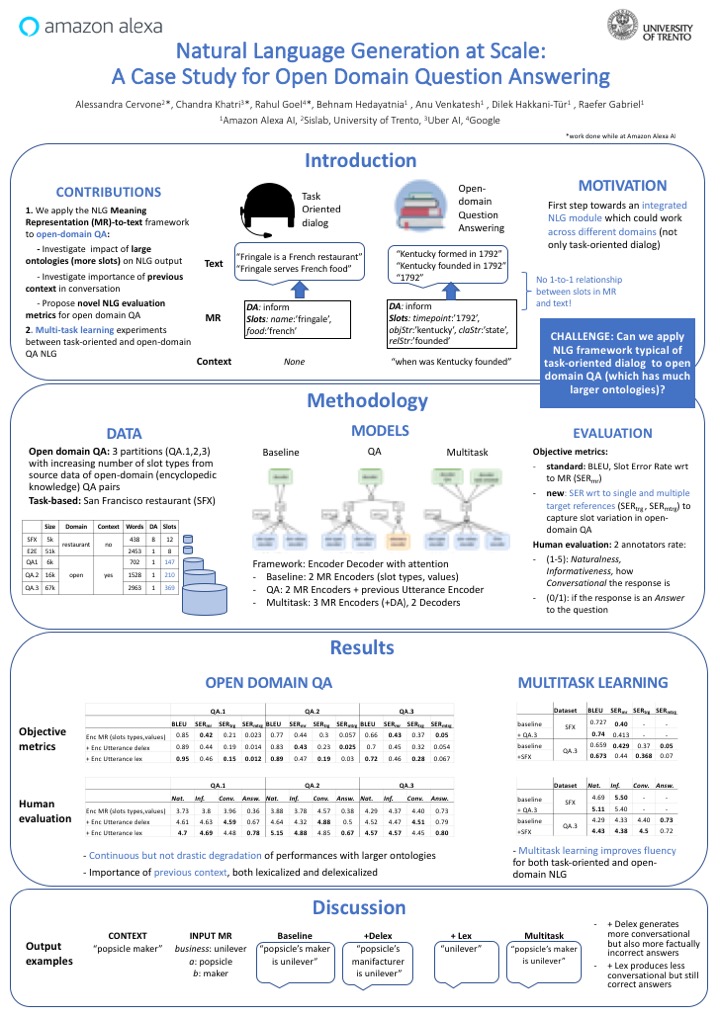 amazon alexa
UNIVERSITY
OF TRENTO
Natural Language Generation at Scale:
A Case Study for Open Domain Question Answering
Alessandra Cervone²*, Chandra Khatri³*, Rahul Goel⁴*, Behnam Hedayatnia¹ , Anu Venkatesh¹ , Dilek Hakkani-Tür¹ , Raefer Gabriel¹
¹Amazon Alexa AI, ²Sislab, University of Trento, ³Uber AI, ⁴Google
*work done while at Amazon Alexa AI
Introduction
CONTRIBUTIONS
1. We apply the NLG Meaning
Representation (MR)-to-text framework
to open-domain QA:
- Investigate impact of large
ontologies (more slots) on NLG output
- Investigate importance of previous
context in conversation
- Propose novel NLG evaluation
metrics for open domain QA
2. Multi-task learning experiments
between task-oriented and open-domain
QA NLG
Task
Oriented
dialog
Open-
domain
Question
Answering
Text
"Fringale is a French restaurant"
"Fringale serves French food"
"Kentucky formed in 1792"
"Kentucky founded in 1792"
"1792"
MR
DA: inform
Slots: name:'fringale',
food:'french'
DA: inform
Slots: timepoint:'1792',
objStr:'kentucky', claStr:'state',
relStr:'founded'
Context
None
"when was Kentucky founded"
MOTIVATION
First step towards an integrated
NLG module which could work
across different domains (not
only task-oriented dialog)
No 1-to-1 relationship
between slots in MR
and text!
CHALLENGE: Can we apply
NLG framework typical of
task-oriented dialog to open
domain QA (which has much
larger ontologies)?
Methodology
DATA
Open domain QA: 3 partitions (QA.1,2,3)
with increasing number of slot types from
source data of open-domain (encyclopedic
knowledge) QA pairs
Task-based: San Francisco restaurant (SFX)
Size Domain Context Words DA Slots
SFX 5k restaurant no 438 8 12
E2E 51k 2453 1 8
QA1 6k open yes 702 1 147
QA.2 16k 1528 1 210
QA.3 67k 2963 1 369
MODELS
Baseline QA Multitask
Framework: Encoder Decoder with attention
- Baseline: 2 MR Encoders (slot types, values)
- QA: 2 MR Encoders + previous Utterance Encoder
- Multitask: 3 MR Encoders (+DA), 2 Decoders
EVALUATION
Objective metrics:
- standard: BLEU, Slot Error Rate wrt
to MR (SERmr)
- new: SER wrt to single and multiple
target references (SERtrg , SERmtrg) to
capture slot variation in open-
domain QA
Human evaluation: 2 annotators rate:
- (1-5): Naturalness,
Informativeness, how
Conversational the response is
- (0/1): if the response is an Answer
to the question
Results
OPEN DOMAIN QA
Objective
metrics
QA.1 QA.2 QA.3
BLEU SERmr SERtrg SERmtrg BLEU SERmr SERtrg SERmtrg BLEU SERmr SERtrg SERmtrg
Enc MR (slots types,values) 0.85 0.42 0.21 0.023 0.77 0.44 0.3 0.057 0.66 0.43 0.37 0.05
+ Enc Utterance delex 0.89 0.44 0.19 0.014 0.83 0.43 0.23 0.025 0.7 0.45 0.32 0.054
+ Enc Utterance lex 0.95 0.46 0.15 0.012 0.89 0.47 0.19 0.03 0.72 0.46 0.28 0.067
Human
evaluation
QA.1 QA.2 QA.3
Nat. Inf. Conv. Answ. Nat. Inf. Conv. Answ. Nat. Inf. Conv. Answ.
Enc MR (slots types,values) 3.73 3.8 3.96 0.36 3.88 3.78 4.57 0.38 4.29 4.37 4.40 0.73
+ Enc Utterance delex 4.61 4.63 4.59 0.67 4.64 4.32 4.88 0.5 4.52 4.47 4.51 0.79
+ Enc Utterance lex 4.7 4.69 4.48 0.78 5.15 4.88 4.85 0.67 4.57 4.57 4.45 0.80
- Continuous but not drastic degradation of performances with larger ontologies
- Importance of previous context, both lexicalized and delexicalized
MULTITASK LEARNING
Dataset BLEU SERmr SERtrg SERmtrg
baseline SFX 0.727 0.40 - -
+ QA.3 0.74 0.413 - -
baseline QA.3 0.659 0.429 0.37 0.05
+SFX 0.673 0.44 0.368 0.07
Dataset Nat. Inf. Conv. Answ.
baseline SFX 4.69 5.50 - -
+ QA.3 5.11 5.40 - -
baseline QA.3 4.29 4.33 4.40 0.73
+SFX 4.43 4.38 4.5 0.72
- Multitask learning improves fluency
for both task-oriented and open-
domain NLG
Discussion
Output
examples
CONTEXT
"popsicle maker"
INPUT MR
business: unilever
a: popsicle
b: maker
Baseline
"popsicle's maker
is unilever"
+Delex
"popsicle's
manifacturer
is unilever"
+ Lex
"unilever"
Multitask
"popsicle's maker
is unilever"
- + Delex generates
more conversational
but also more factually
incorrect answers
- + Lex produces less
conversational but still
correct answers